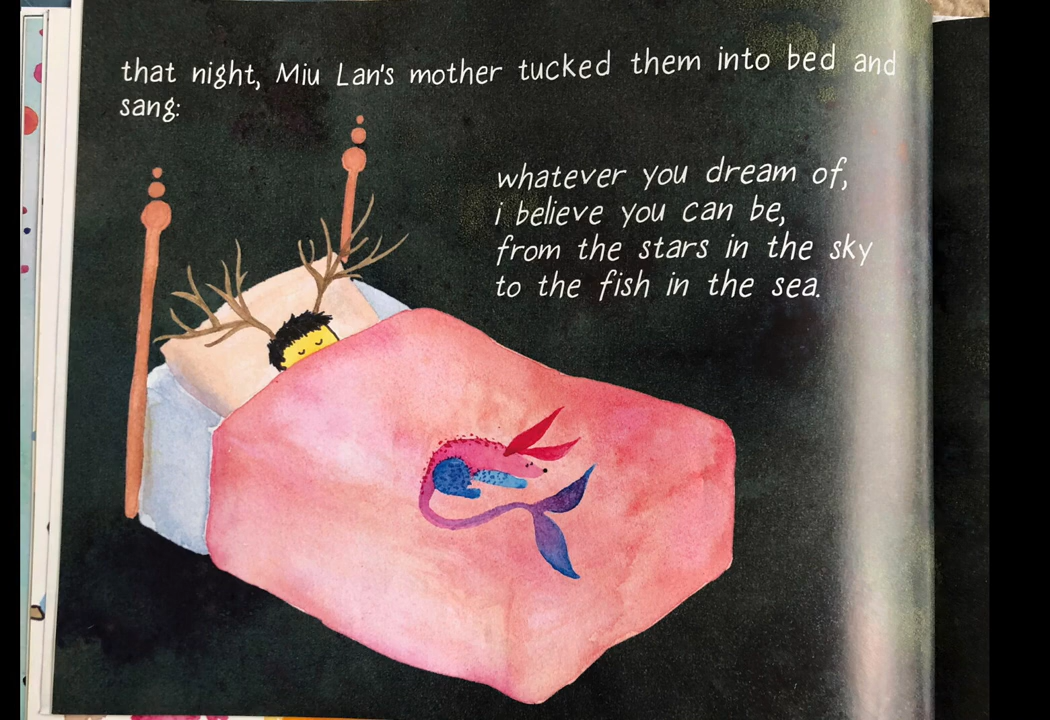 that night, Miu Lan's mother tucked them into bed and
sang:
whatever you dream of,
i believe you can be,
from the stars in the sky
to the fish in the sea.